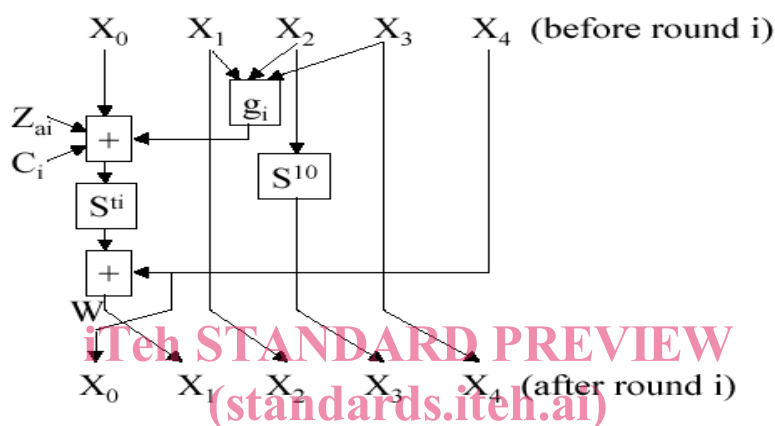 X₀ X₁ X₂ X₃ X₄ (before round i)
gᵢ
Zₐᵢ
+
Cᵢ
S¹⁰
Sᵗⁱ
+
W
iTeh STANDARD PREVIEW
X₀ X₁ X₂ X₃ X₄ (after round i)
(standards.iteh.ai)